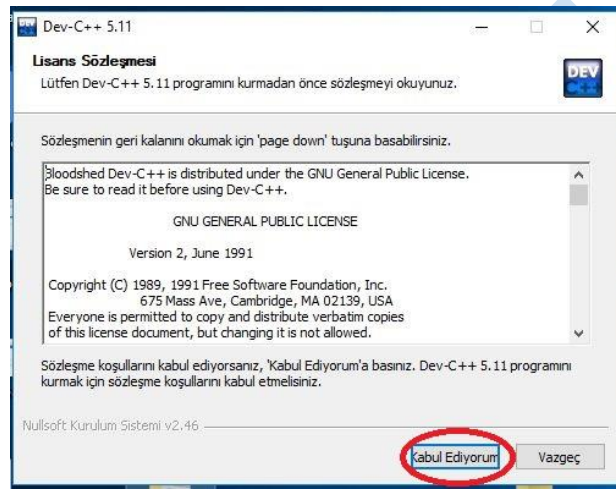 Dev-C++ 5.11
Lisans Sözleşmesi
Lütfen Dev-C++ 5.11 programını kurmadan önce sözleşmeyi okuyunuz.
DEV
C++
Sözleşmenin geri kalanını okumak için 'page down' tuşuna basabilirsiniz.
Bloodshed Dev-C++ is distributed under the GNU General Public License.
Be sure to read it before using Dev-C++.
GNU GENERAL PUBLIC LICENSE
Version 2, June 1991
Copyright (C) 1989, 1991 Free Software Foundation, Inc.
675 Mass Ave, Cambridge, MA 02139, USA
Everyone is permitted to copy and distribute verbatim copies
of this license document, but changing it is not allowed.
Sözleşme koşullarını kabul ediyorsanız, 'Kabul Ediyorum'a basınız. Dev-C++ 5.11 programını
kurmak için sözleşme koşullarını kabul etmelisiniz.
Nullsoft Kurulum Sistemi v2.46
Kabul Ediyorum
Vazgeç